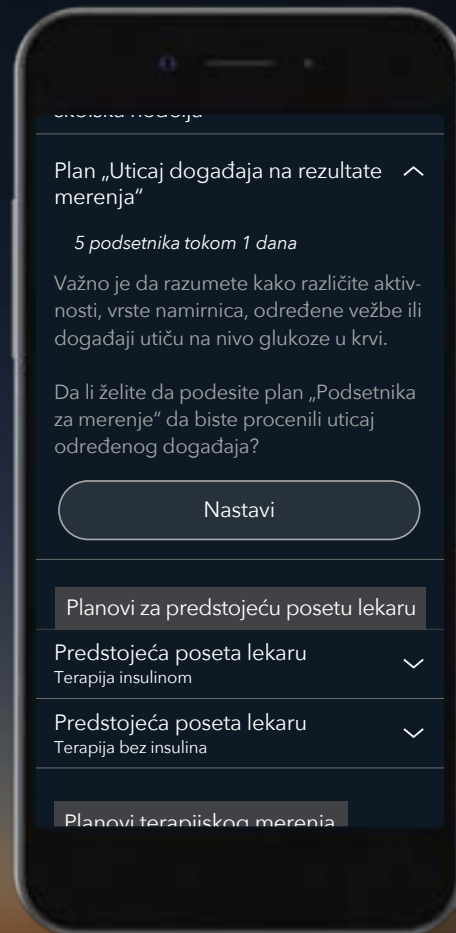 Plan „Uticaj događaja na rezultate
merenja“
5 podsetnika tokom 1 dana
Važno je da razumete kako različite aktiv-
nosti, vrste namirnica, određene vežbe ili
događaji utiču na nivo glukoze u krvi.
Da li želite da podesite plan „Podsetnika
za merenje“ da biste procenili uticaj
određenog događaja?
Nastavi
Planovi za predstojeću posetu lekaru
Predstojeća poseta lekaru
Terapija insulinom
Predstojeća poseta lekaru
Terapija bez insulina
Planovi terapijskog merenja